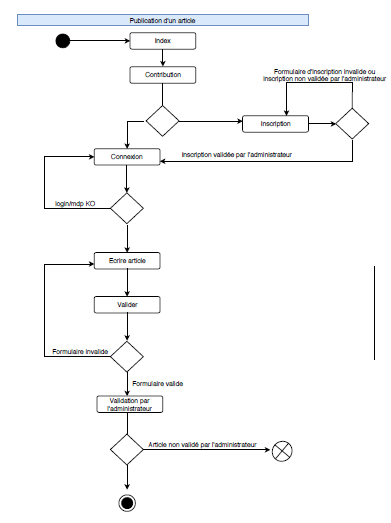 Publication d'un article
Index
Contribution
Formulaire d'inscription invalide ou
inscription non validée par l'administrateur
Inscription
Connexion
Inscription validée par l'administrateur
login/mdp KO
Ecrire article
Valider
Formulaire invalide
Formulaire valide
Validation par
l'administrateur
Article non validé par l'administrateur